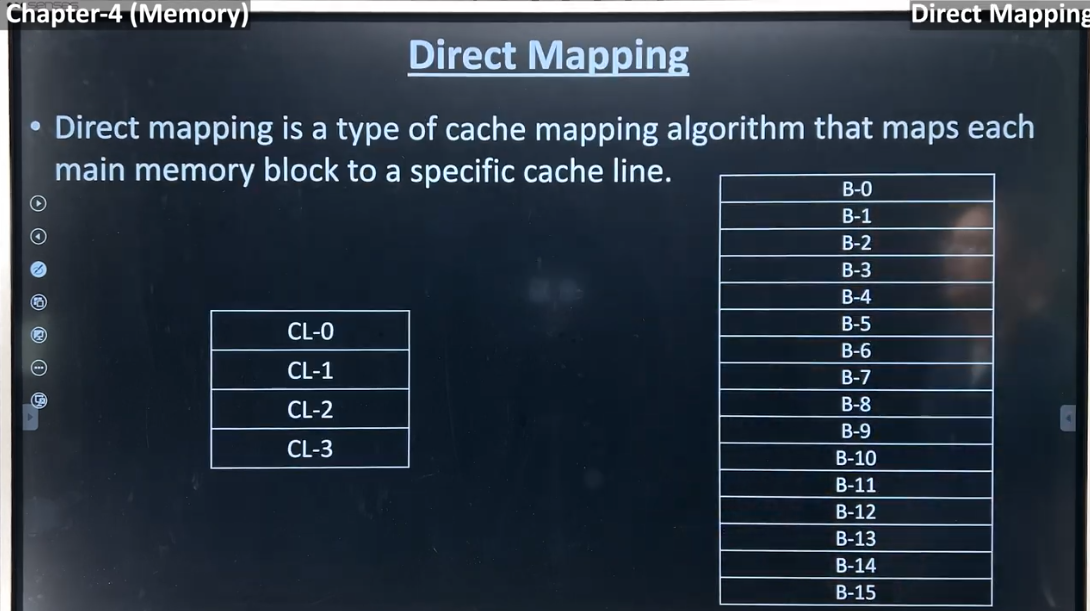 Chapter-4 (Memory)
Direct Mapping
Direct Mapping
• Direct mapping is a type of cache mapping algorithm that maps each
main memory block to a specific cache line.
CL-0
CL-1
CL-2
CL-3
B-0
B-1
B-2
B-3
B-4
B-5
B-6
B-7
B-8
B-9
B-10
B-11
B-12
B-13
B-14
B-15